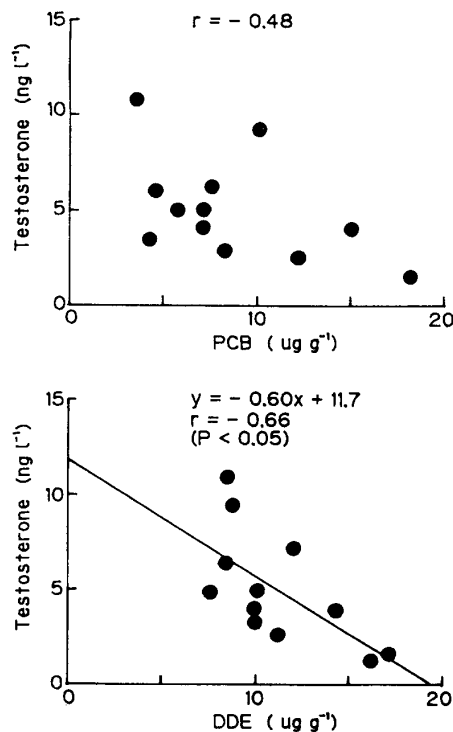 r = - 0.48
Testosterone (ng l⁻¹)
15
10
5
0
0
10
20
PCB ( ug g⁻¹)
y = - 0.60x + 11.7
r = - 0.66
(P < 0.05)
Testosterone (ng l⁻¹)
15
10
5
0
0
10
20
DDE ( ug g⁻¹)